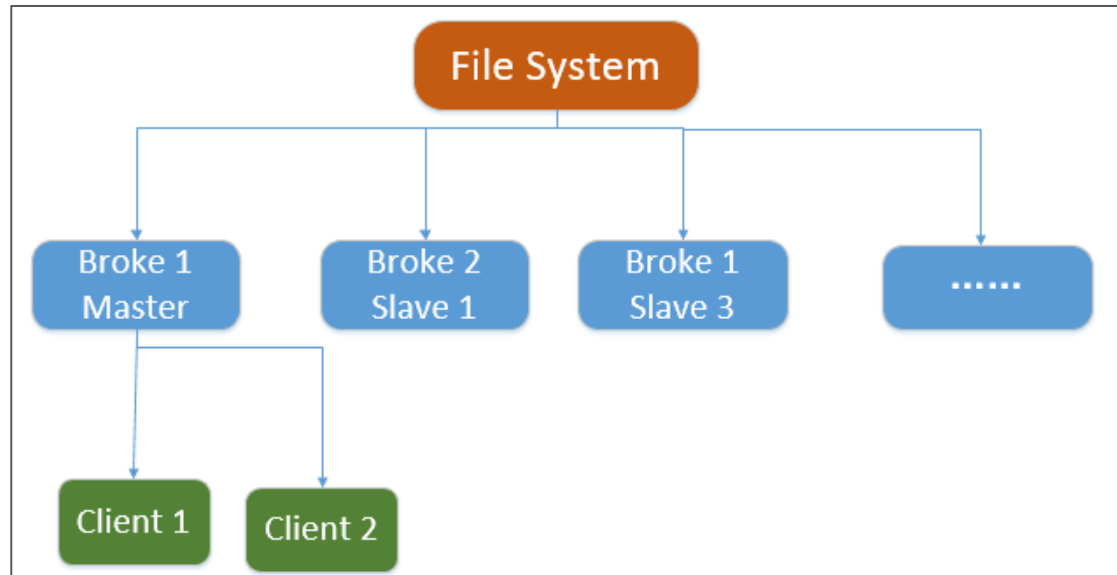 File System
Broke 1
Master
Broke 2
Slave 1
Broke 1
Slave 3
......
Client 1
Client 2